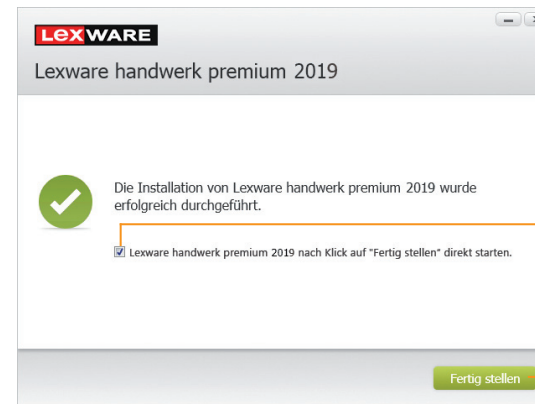 LEXWARE
Lexware handwerk premium 2019
Die Installation von Lexware handwerk premium 2019 wurde
erfolgreich durchgeführt.
Lexware handwerk premium 2019 nach Klick auf "Fertig stellen" direkt starten.
Fertig stellen